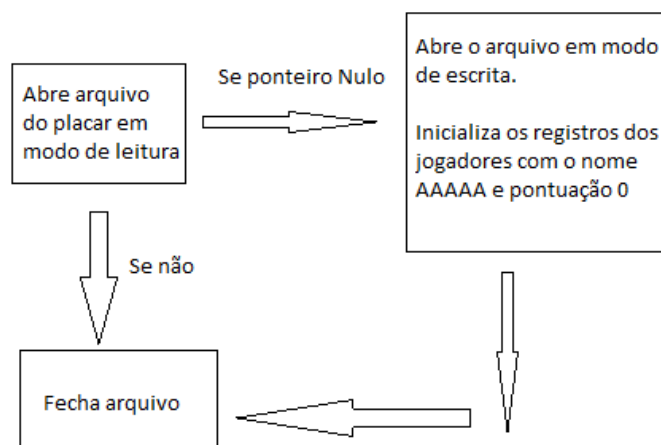 Abre arquivo
do placar em
modo de leitura
Se ponteiro Nulo
Abre o arquivo em modo
de escrita.
Inicializa os registros dos
jogadores com o nome
AAAAA e pontuação 0
Se não
Fecha arquivo